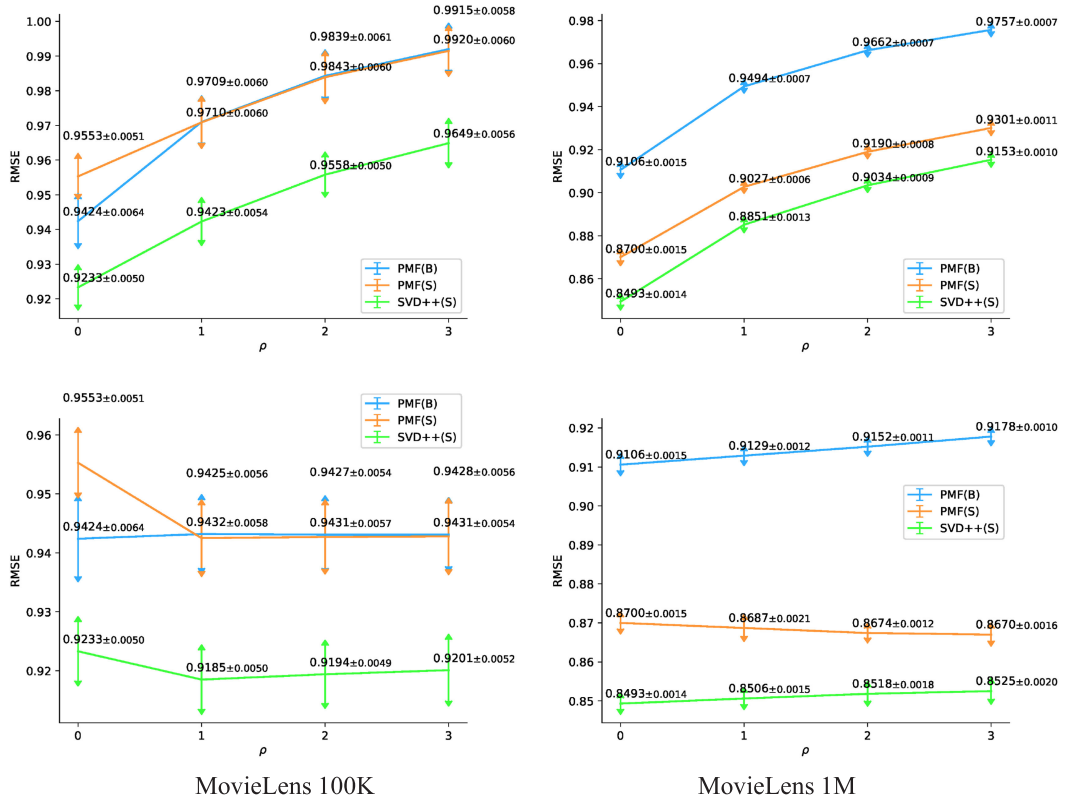 1.00
0.99
0.98
0.97
0.96
0.95
0.94
0.93
0.92
RMSE
0.9553±0.0051
0.9424±0.0064
0.9233±0.0050
0.9709±0.0060
0.9710±0.0060
0.9423±0.0054
0.9839±0.0061
0.9843±0.0060
0.9558±0.0050
0.9915±0.0058
0.9920±0.0060
0.9649±0.0056
PMF(B)
PMF(S)
SVD++(S)
0 1 2 3
ρ
0.98
0.96
0.94
0.92
0.90
0.88
0.86
RMSE
0.9106±0.0015
0.8700±0.0015
0.8493±0.0014
0.9494±0.0007
0.9027±0.0006
0.8851±0.0013
0.9662±0.0007
0.9190±0.0008
0.9034±0.0009
0.9757±0.0007
0.9301±0.0011
0.9153±0.0010
PMF(B)
PMF(S)
SVD++(S)
0 1 2 3
ρ
0.96
0.95
0.94
0.93
0.92
RMSE
0.9553±0.0051
0.9424±0.0064
0.9233±0.0050
0.9425±0.0056
0.9432±0.0058
0.9185±0.0050
0.9427±0.0054
0.9431±0.0057
0.9194±0.0049
0.9428±0.0056
0.9431±0.0054
0.9201±0.0052
PMF(B)
PMF(S)
SVD++(S)
0 1 2 3
ρ
MovieLens 100K
0.92
0.91
0.90
0.89
0.88
0.87
0.86
0.85
RMSE
0.9106±0.0015
0.8700±0.0015
0.8493±0.0014
0.9129±0.0012
0.8687±0.0021
0.8506±0.0015
0.9152±0.0011
0.8674±0.0012
0.8518±0.0018
0.9178±0.0010
0.8670±0.0016
0.8525±0.0020
PMF(B)
PMF(S)
SVD++(S)
0 1 2 3
ρ
MovieLens 1M